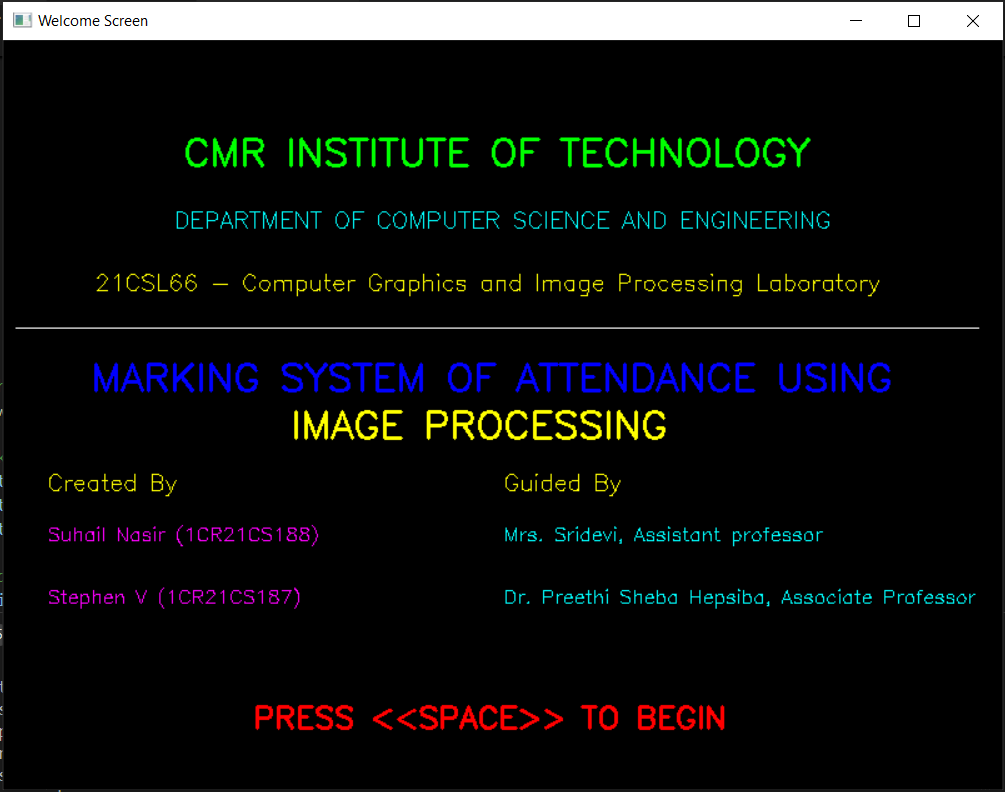 Welcome Screen
CMR INSTITUTE OF TECHNOLOGY
DEPARTMENT OF COMPUTER SCIENCE AND ENGINEERING
21CSL66 - Computer Graphics and Image Processing Laboratory
MARKING SYSTEM OF ATTENDANCE USING
IMAGE PROCESSING
Created By
Suhail Nasir (1CR21CS188)
Stephen V (1CR21CS187)
Guided By
Mrs. Sridevi, Assistant professor
Dr. Preethi Sheba Hepsiba, Associate Professor
PRESS <<SPACE>> TO BEGIN